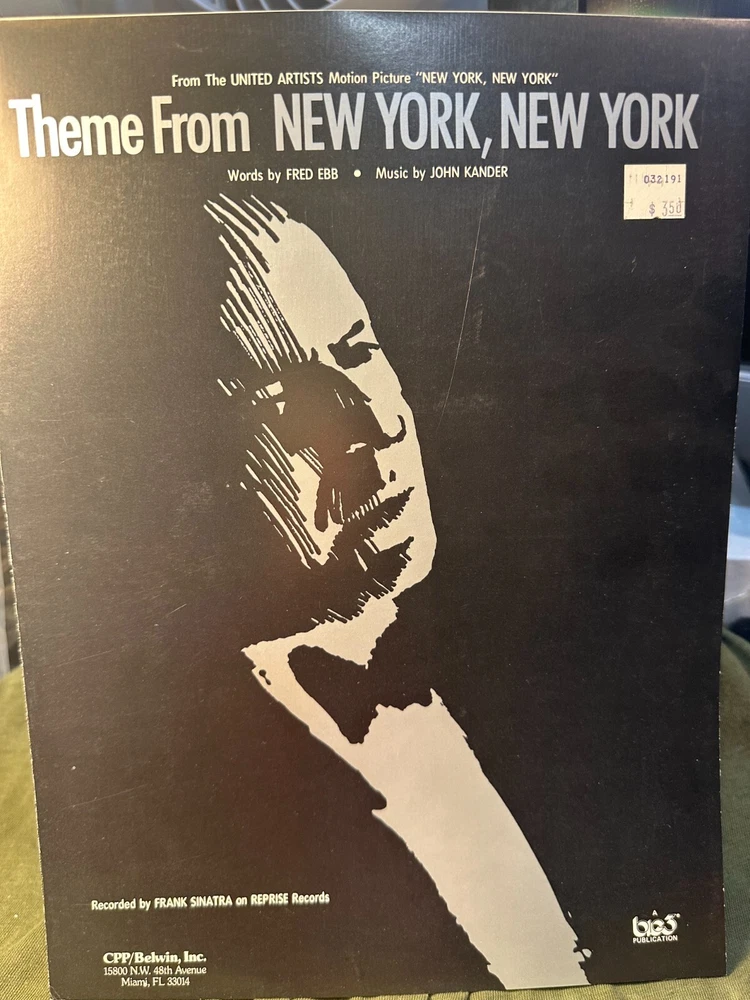 From The UNITED ARTISTS Motion Picture "NEW YORK, NEW YORK"
Theme From NEW YORK, NEW YORK
Words by FRED EBB • Music by JOHN KANDER
032191
$ 350
Recorded by FRANK SINATRA on REPRISE Records
CPP/Belwin, Inc.
15800 N.W. 48th Avenue
Miami, FL 33014
A
big3
PUBLICATION